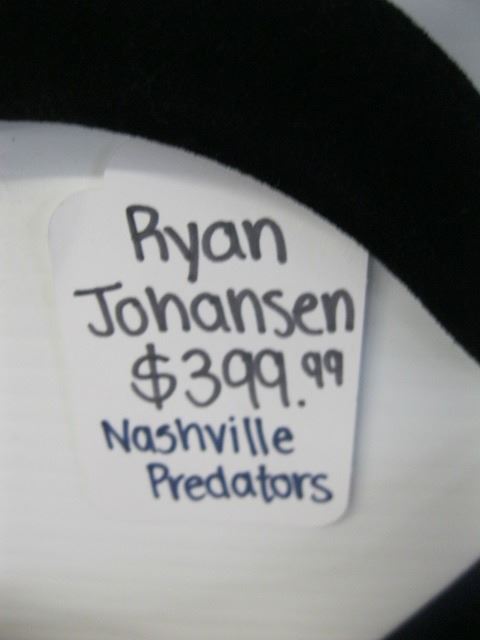 Ryan
Johansen
$399.99
Nashville
Predators